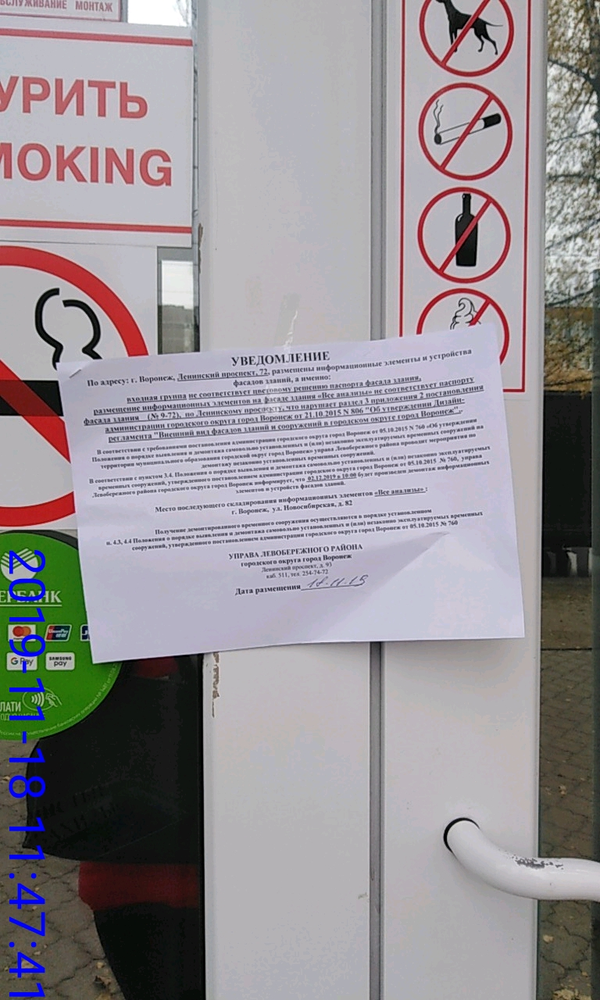 БСЛУЖИВАНИЕ МОНТАЖ
УРИТЬ
MOKING
УВЕДОМЛЕНИЕ
По адресу: г. Воронеж, Ленинский проспект, 72, размещены информационные элементы и устройства
фасадов зданий, а именно:
входная группа не соответствует цветовому решению паспорта фасада здания,
размещение информационных элементов на фасаде здания «Все анализы» не соответствует паспорту
фасада здания (№ 9-72), по Ленинскому проспекту, что нарушает раздел 3 приложения 2 постановления
администрации городского округа город Воронеж от 21.10.2015 N 806 "Об утверждении Дизайн-
регламента "Внешний вид фасадов зданий и сооружений в городском округе город Воронеж".
В соответствии с требованиями постановления администрации городского округа город Воронеж от 05.10.2015 N 760 «Об утверждении
Положения о порядке выявления и демонтажа самовольно установленных и (или) незаконно эксплуатируемых временных сооружений на
территории муниципального образования городской округ город Воронеж» управа Левобережного района проводит мероприятия по
демонтажу незаконно установленных временных сооружений.
В соответствии с пунктом 3.4. Положения о порядке выявления и демонтажа самовольно установленных и (или) незаконно эксплуатируемых
временных сооружений, утвержденного постановлением администрации городского округа город Воронеж от 05.10.2015 № 760, управа
Левобережного района городского округа город Воронеж информирует, что 02.12.2019 в 10:00 будет произведен демонтаж информационных
элементов и устройств фасадов зданий.
Место последующего складирования информационных элементов «Все анализы» :
г. Воронеж, ул. Новосибирская, д. 82
Получение демонтированного временного сооружения осуществляются в порядке установленном
п. 4.3, 4.4 Положения о порядке выявления и демонтажа самовольно установленных и (или) незаконно эксплуатируемых временных
сооружений, утвержденного постановлением администрации городского округа город Воронеж от 05.10.2015 № 760
УПРАВА ЛЕВОБЕРЕЖНОГО РАЙОНА
городского округа город Воронеж
Ленинский проспект, д. 93
каб. 511, тел. 254-74-72
Дата размещения 18.11.19
ЕРБАНК
G Pay
SAMSUNG pay
ЛАТИ
2019-11-18 11:47:41